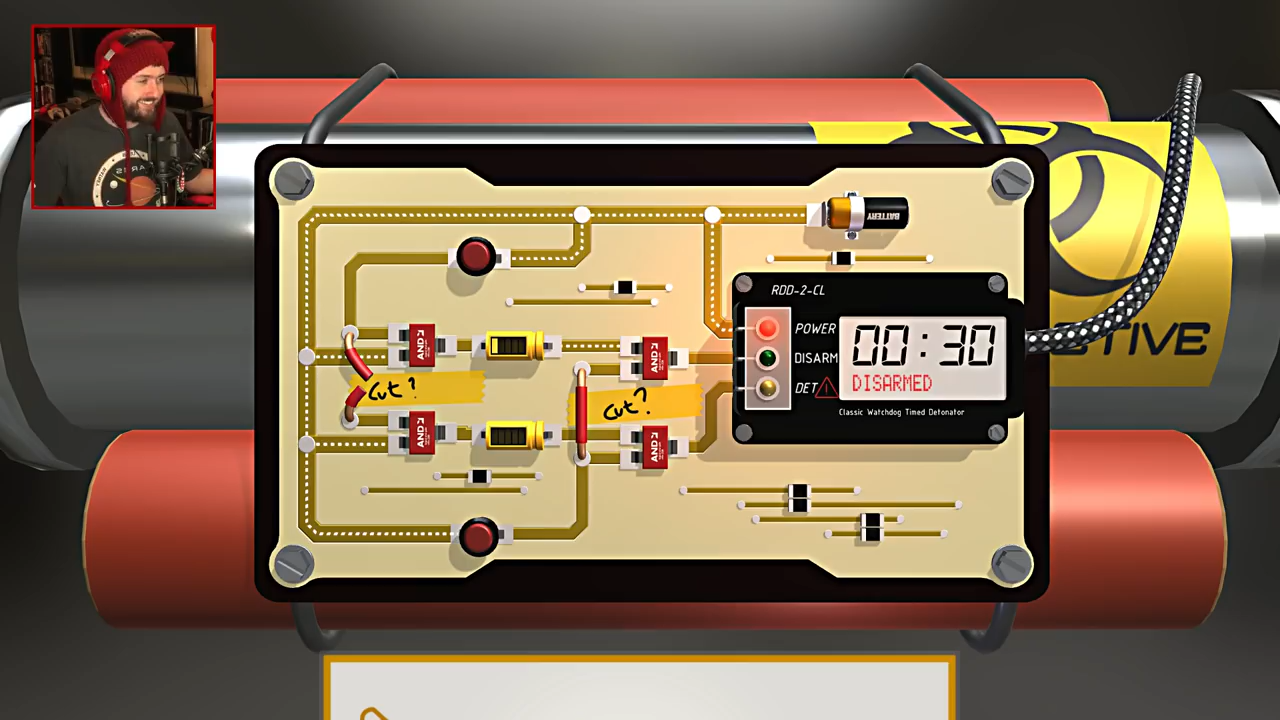 BATTERY
RDD-2-CL
POWER
DISARM
DET
00:30
DISARMED
Classic Watchdog Timed Detonator
AND
AND
AND
AND
Cut?
Cut?
CTIVE